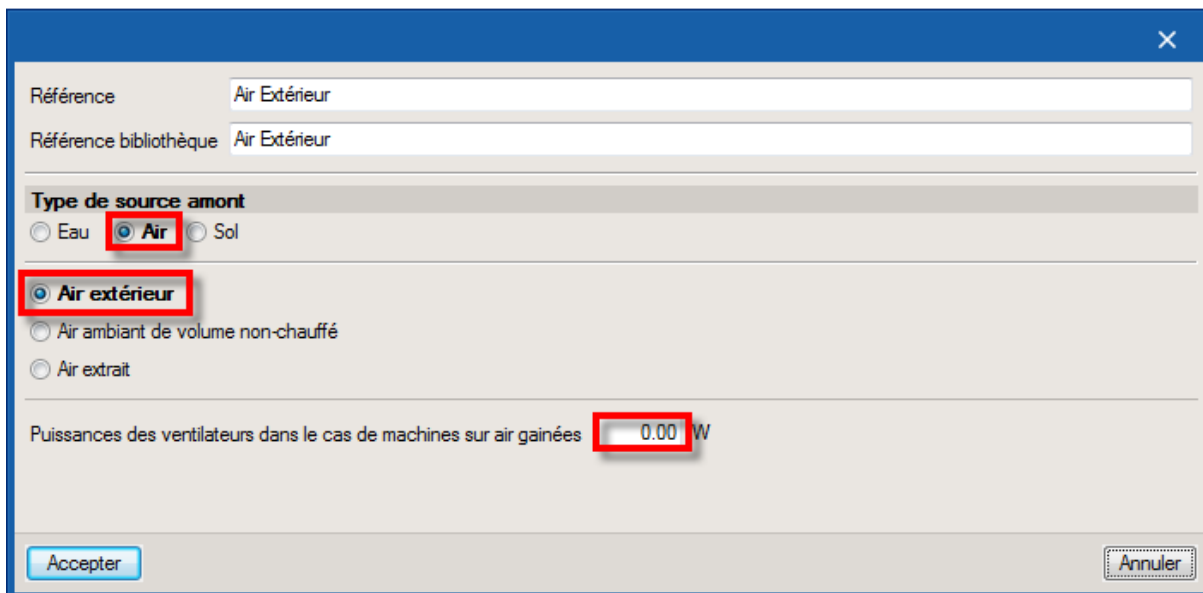 Référence Air Extérieur
Référence bibliothèque Air Extérieur
Type de source amont
Eau Air Sol
Air extérieur
Air ambiant de volume non-chauffé
Air extrait
Puissances des ventilateurs dans le cas de machines sur air gainées 0.00 W
Accepter Annuler